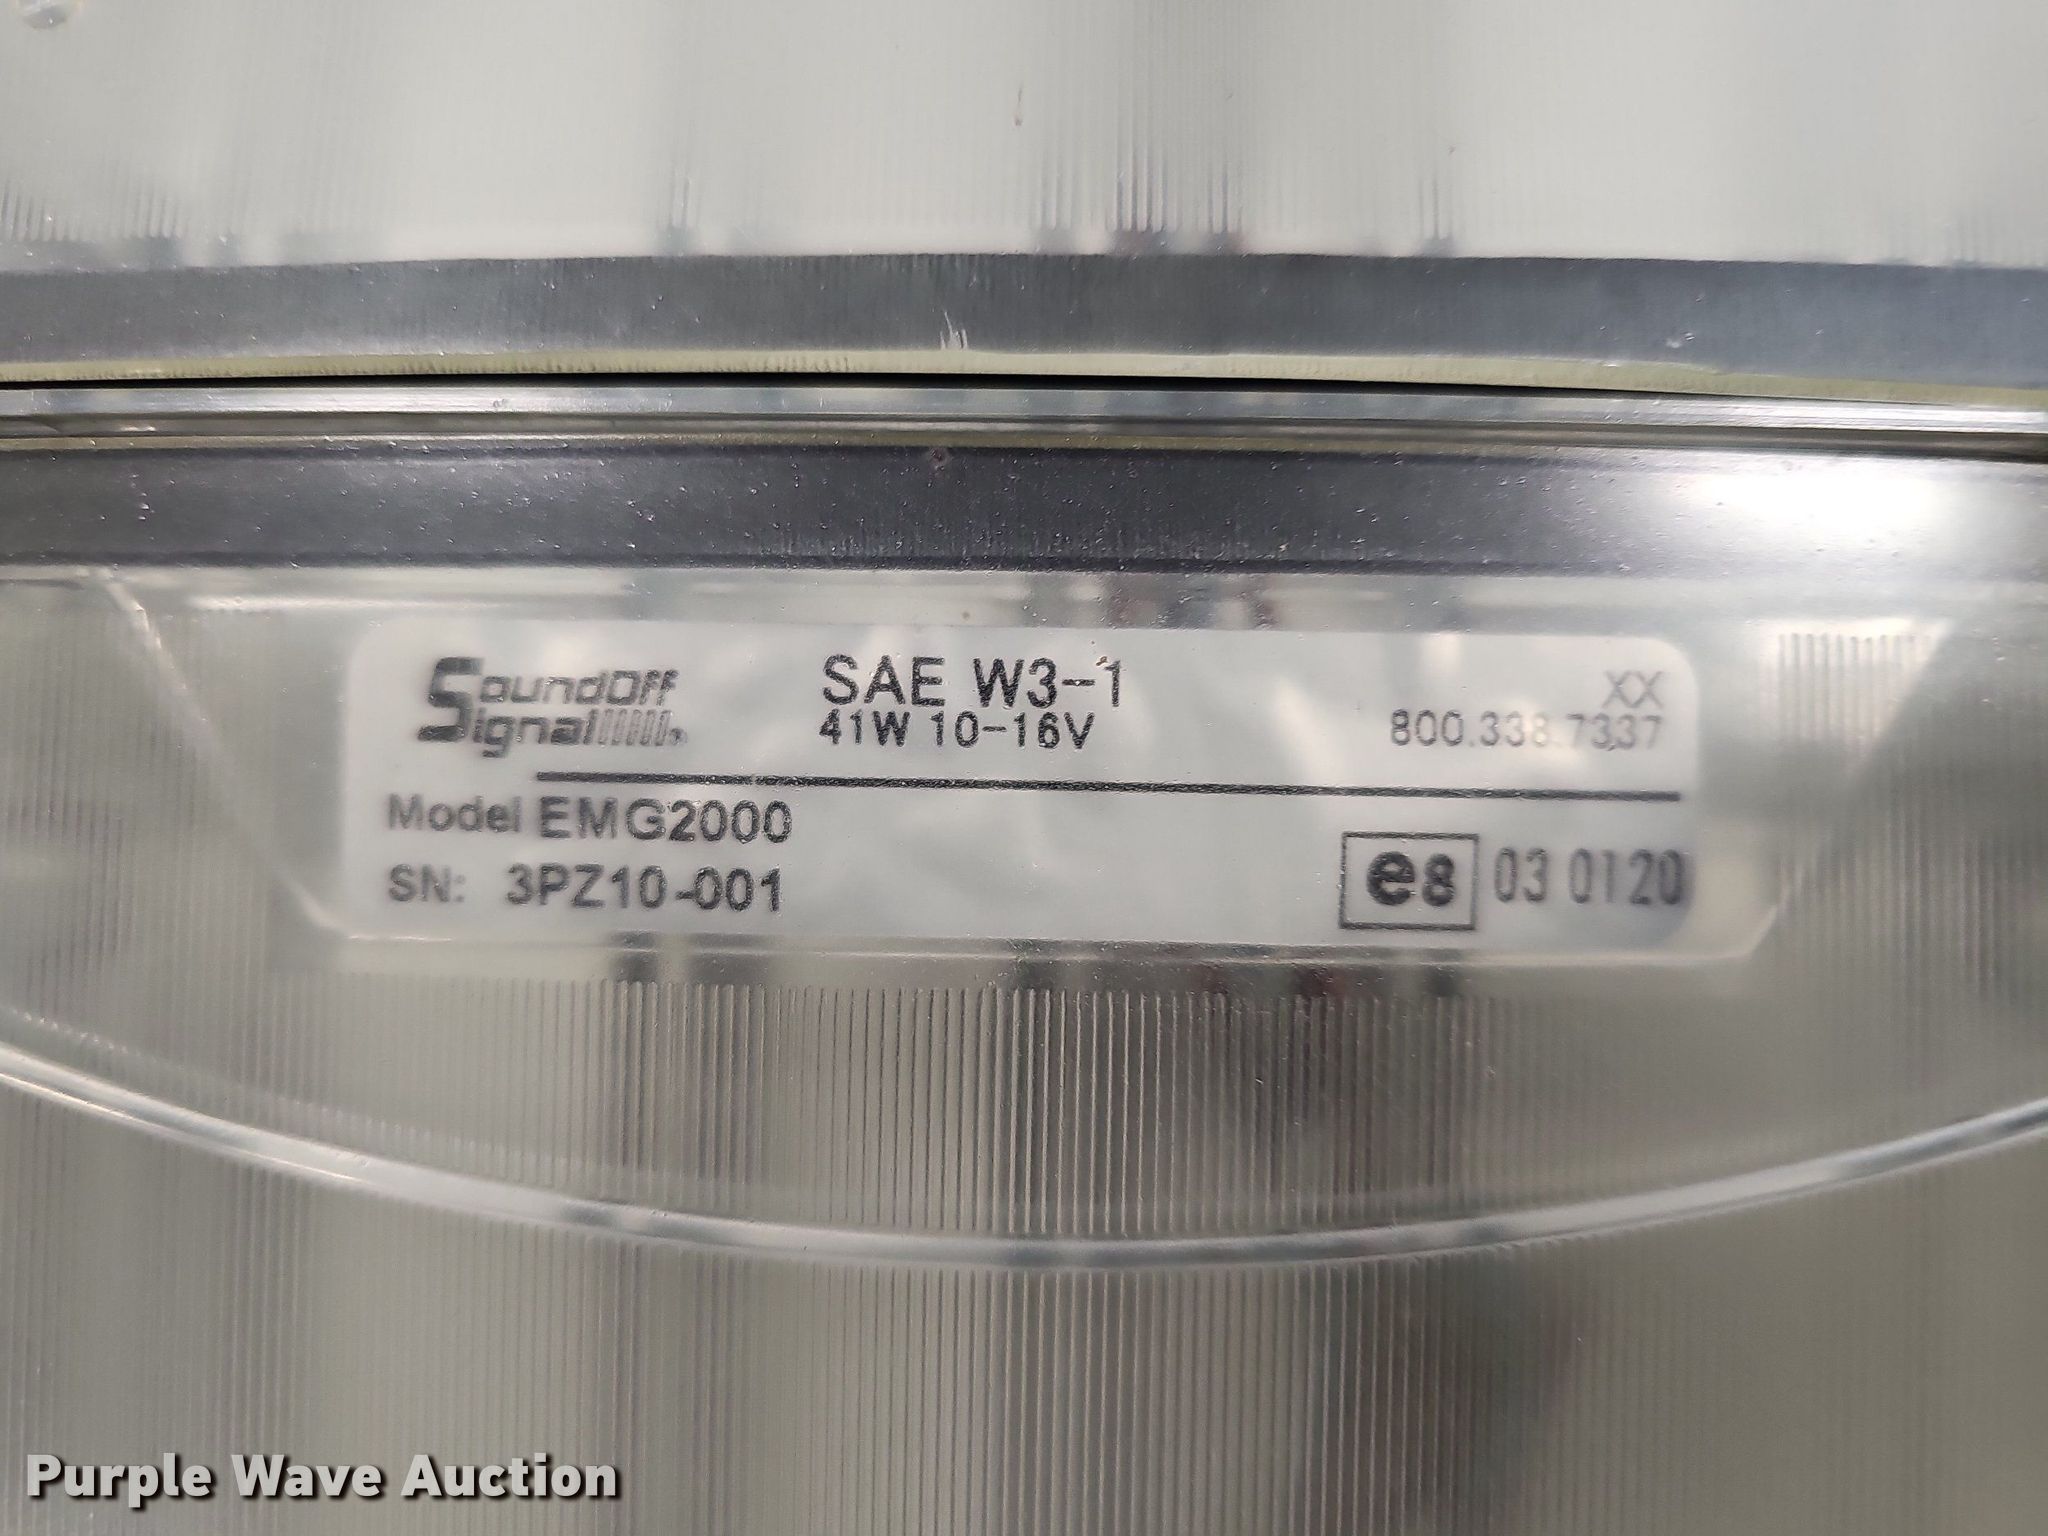 SoundOff
Signal
SAE W3-1
41W 10-16V
XX
800.338.7337
Model EMG2000
SN: 3PZ10-001
e8 03 0120
Purple Wave Auction